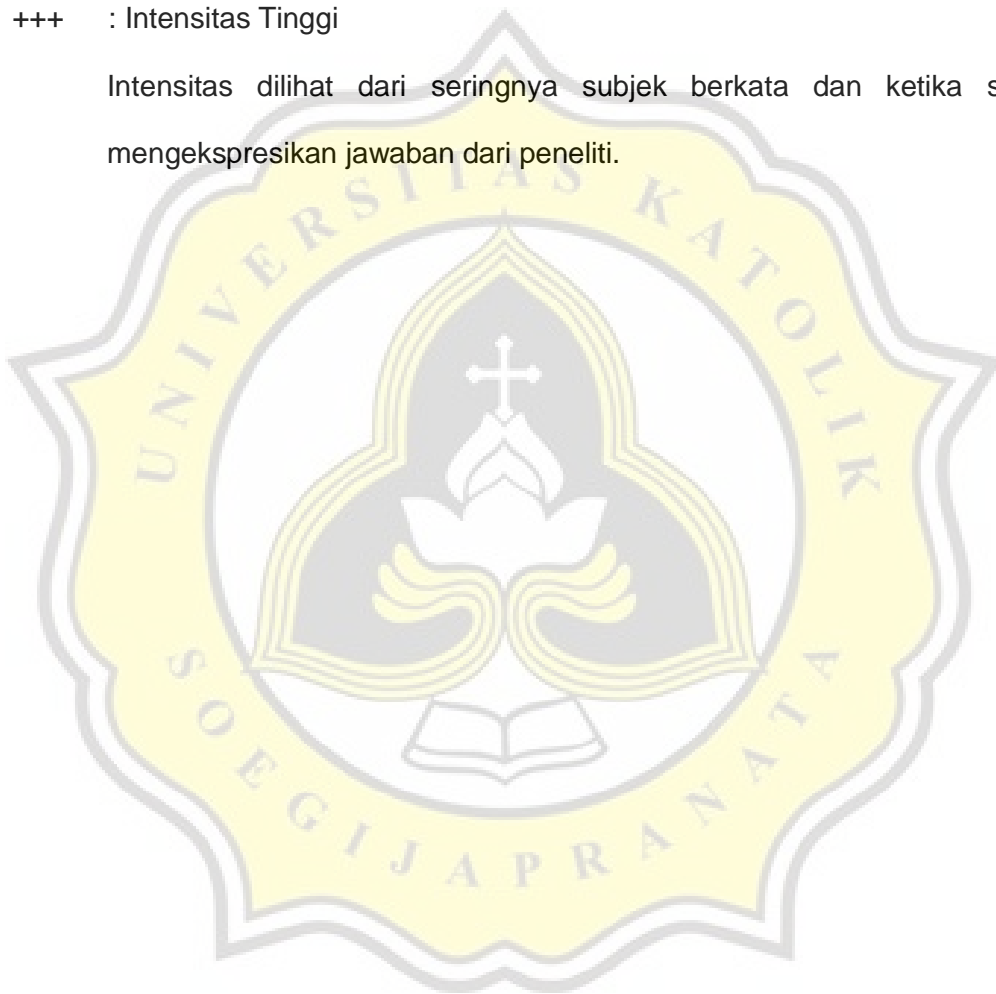 +++ : Intensitas Tinggi
Intensitas dilihat dari seringnya subjek berkata dan ketika s
mengekspresikan jawaban dari peneliti.
UNIVERSITAS KATOLIK
SOEGIJAPRANATA